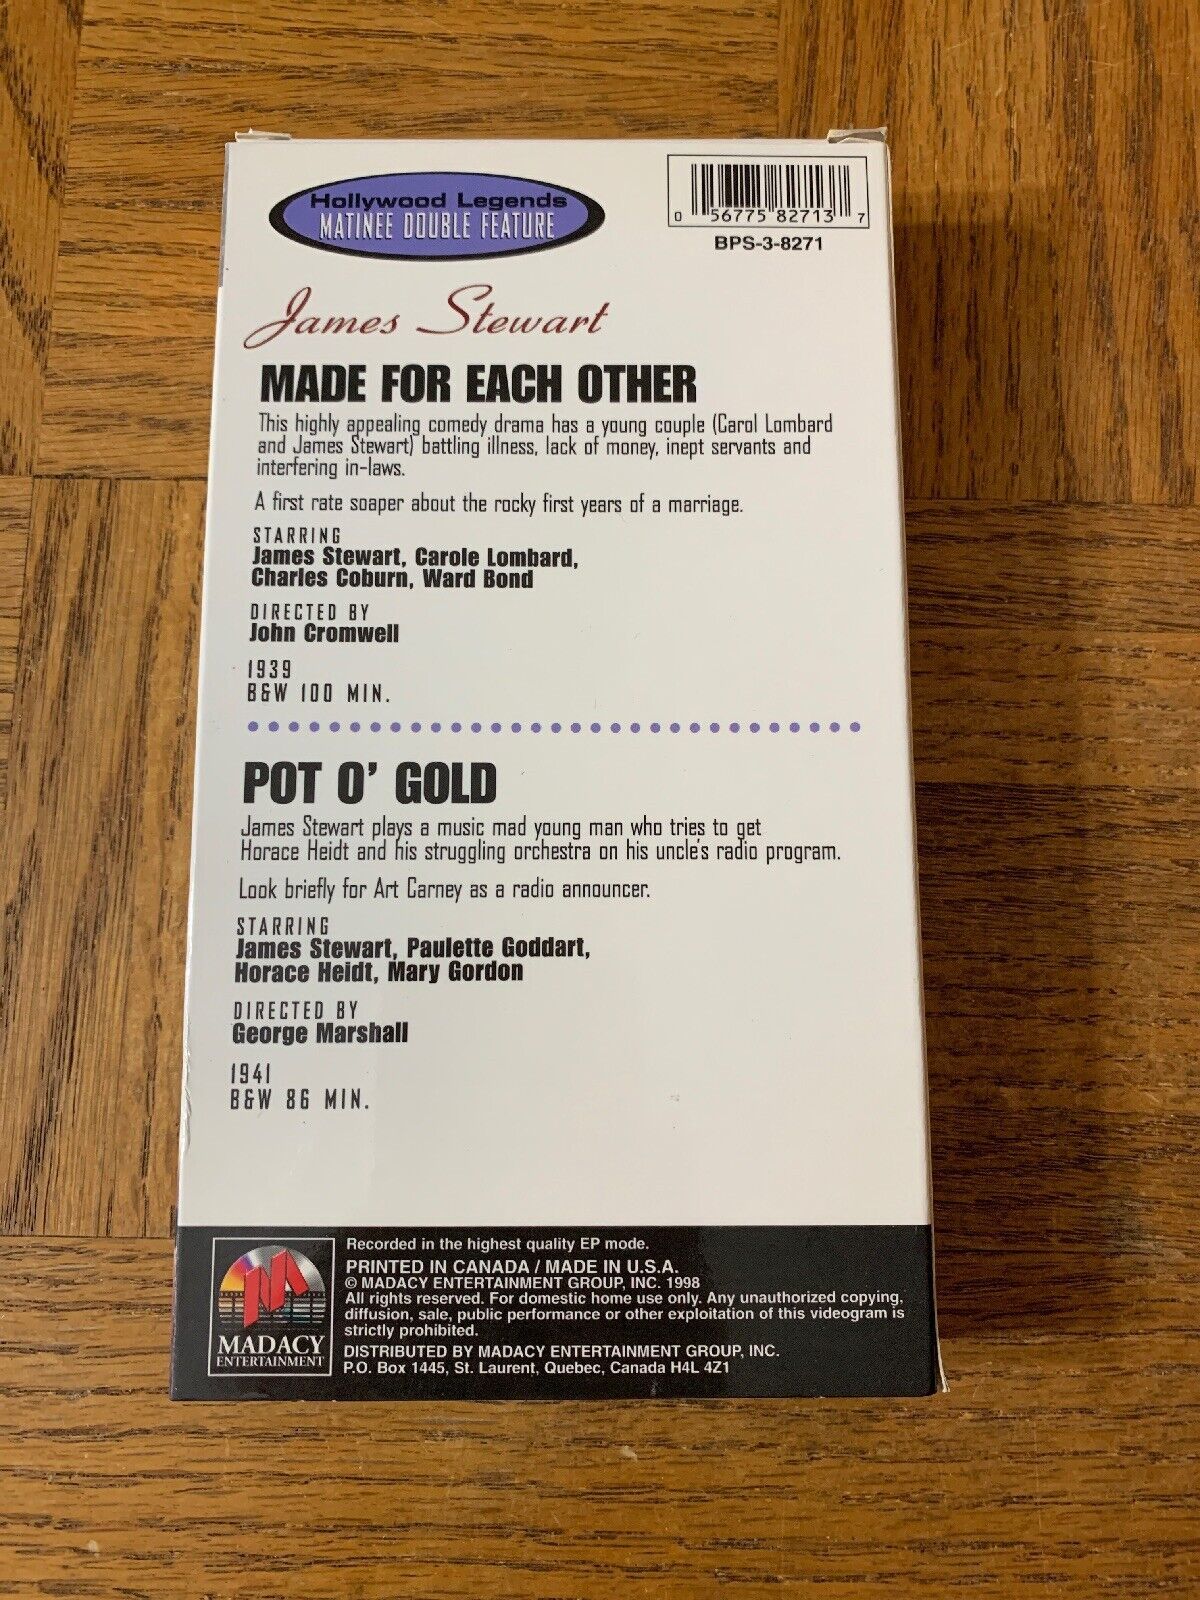 Hollywood Legends
MATINEE DOUBLE FEATURE
0 56775 82713 7
BPS-3-8271
James Stewart
MADE FOR EACH OTHER
This highly appealing comedy drama has a young couple (Carol Lombard
and James Stewart) battling illness, lack of money, inept servants and
interfering in-laws.
A first rate soaper about the rocky first years of a marriage.
STARRING
James Stewart, Carole Lombard,
Charles Coburn, Ward Bond
DIRECTED BY
John Cromwell
1939
B&W 100 MIN.
POT O' GOLD
James Stewart plays a music mad young man who tries to get
Horace Heidt and his struggling orchestra on his uncle's radio program.
Look briefly for Art Carney as a radio announcer.
STARRING
James Stewart, Paulette Goddart,
Horace Heidt, Mary Gordon
DIRECTED BY
George Marshall
1941
B&W 86 MIN.
MADACY
ENTERTAINMENT
Recorded in the highest quality EP mode.
PRINTED IN CANADA / MADE IN U.S.A.
© MADACY ENTERTAINMENT GROUP, INC. 1998
All rights reserved. For domestic home use only. Any unauthorized copying,
diffusion, sale, public performance or other exploitation of this videogram is
strictly prohibited.
DISTRIBUTED BY MADACY ENTERTAINMENT GROUP, INC.
P.O. Box 1445, St. Laurent, Quebec, Canada H4L 4Z1